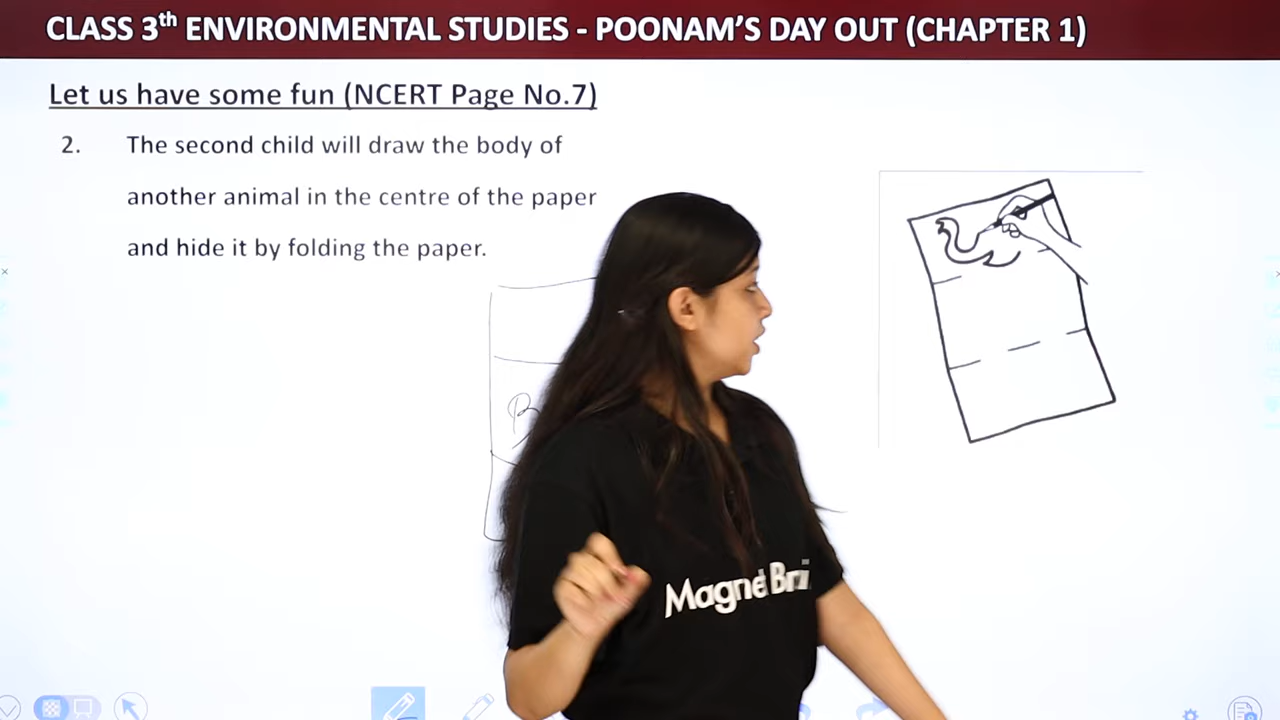 CLASS 3th ENVIRONMENTAL STUDIES - POONAM'S DAY OUT (CHAPTER 1)
Let us have some fun (NCERT Page No.7)
2. The second child will draw the body of
another animal in the centre of the paper
and hide it by folding the paper.
B
Magnet Brai